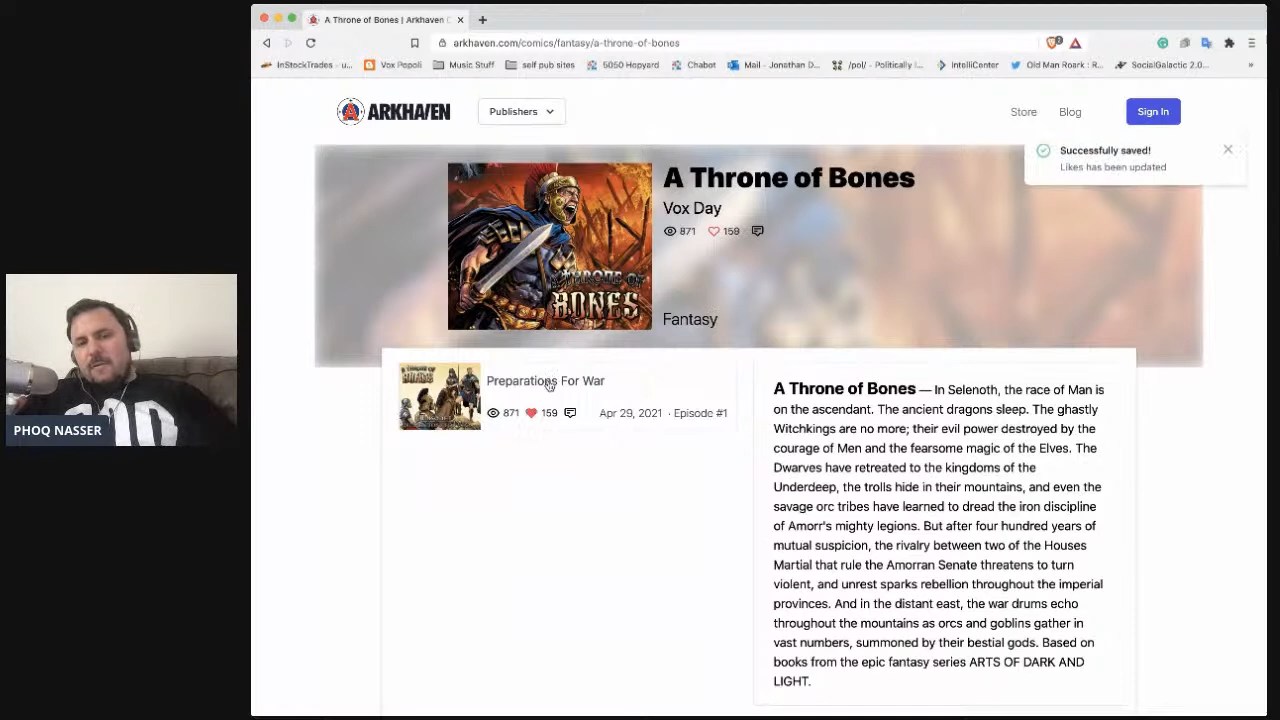 A Throne of Bones | Arkhaven C
arkhaven.com/comics/fantasy/a-throne-of-bones
InStockTrades - u...
Vox Popoli
Music Stuff
self pub sites
5050 Hopyard
Chabot
Mail - Jonathan D...
/pol/ - Politically I...
IntelliCenter
Old Man Roark : R...
SocialGalactic 2.0...
»
ARKHAVEN
Publishers
Store
Blog
Sign In
Successfully saved!
Likes has been updated
A THRONE OF
BONES
A Throne of Bones
Vox Day
871 159
Fantasy
Preparations For War
871 159 Apr 29, 2021 · Episode #1
A Throne of Bones — In Selenoth, the race of Man is
on the ascendant. The ancient dragons sleep. The ghastly
Witchkings are no more; their evil power destroyed by the
courage of Men and the fearsome magic of the Elves. The
Dwarves have retreated to the kingdoms of the
Underdeep, the trolls hide in their mountains, and even the
savage orc tribes have learned to dread the iron discipline
of Amorr's mighty legions. But after four hundred years of
mutual suspicion, the rivalry between two of the Houses
Martial that rule the Amorran Senate threatens to turn
violent, and unrest sparks rebellion throughout the imperial
provinces. And in the distant east, the war drums echo
throughout the mountains as orcs and goblins gather in
vast numbers, summoned by their bestial gods. Based on
books from the epic fantasy series ARTS OF DARK AND
LIGHT.
PHOQ NASSER